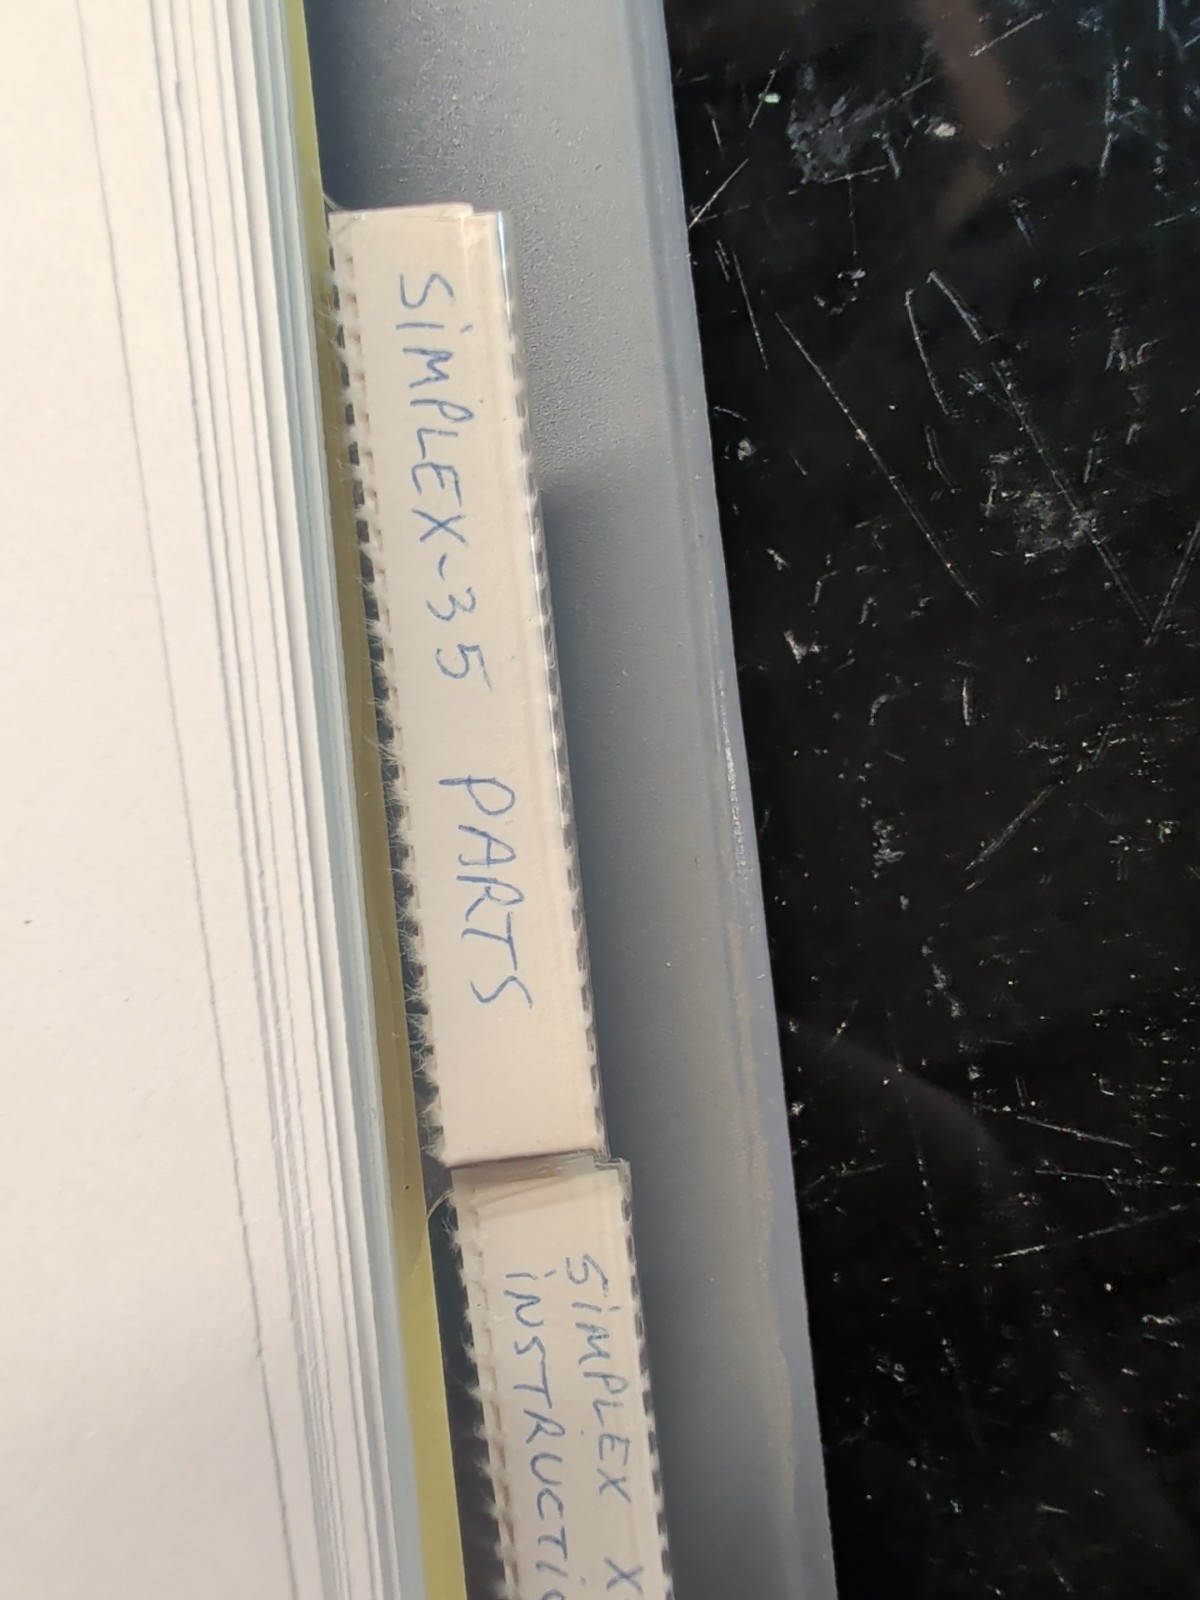 SiMPLEX-35 PARTS
SiMPLEX X
iNSTRUCTi